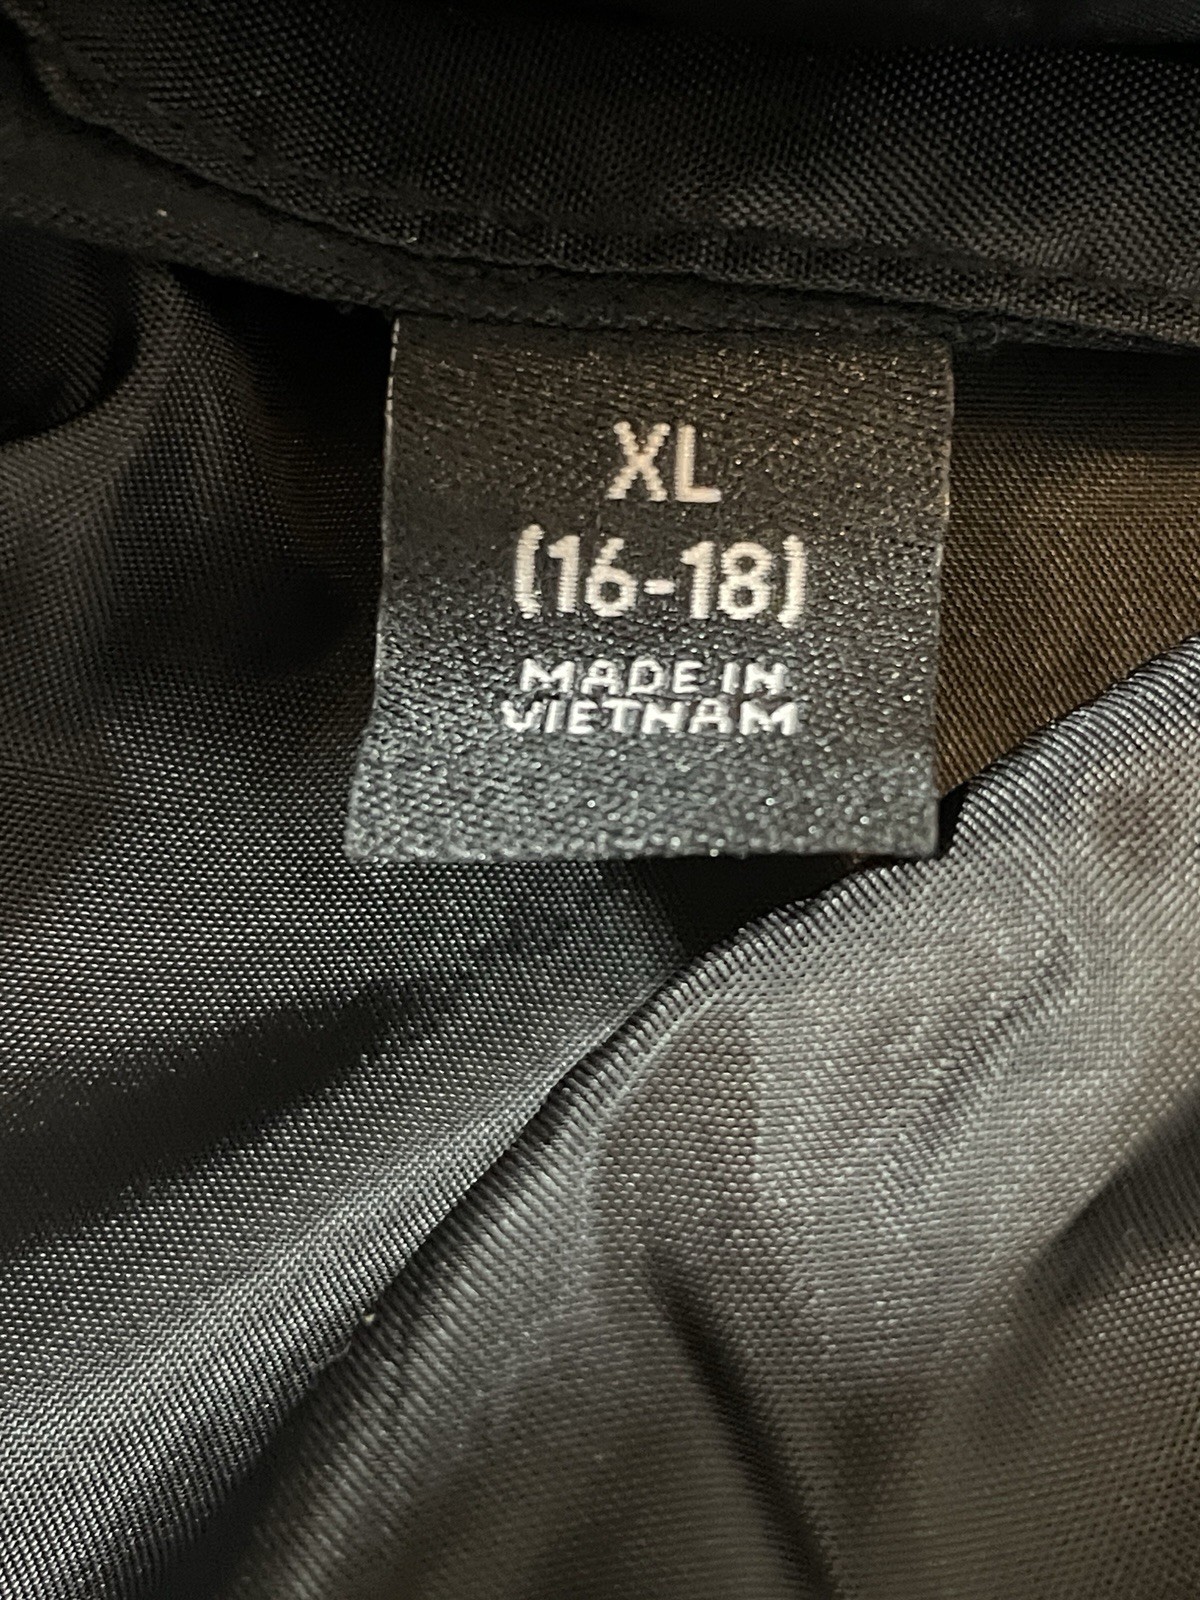 XL
(16-18)
MADE IN
VIETNAM